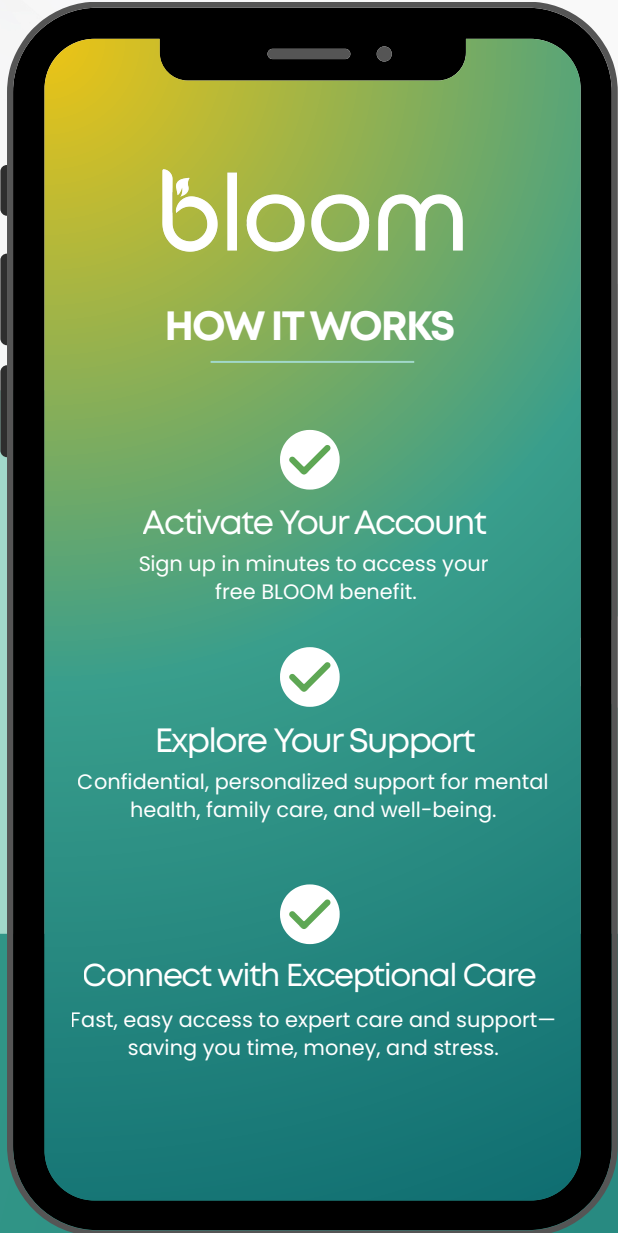 bloom
HOW IT WORKS
Activate Your Account
Sign up in minutes to access your
free BLOOM benefit.
Explore Your Support
Confidential, personalized support for mental
health, family care, and well-being.
Connect with Exceptional Care
Fast, easy access to expert care and support—
saving you time, money, and stress.